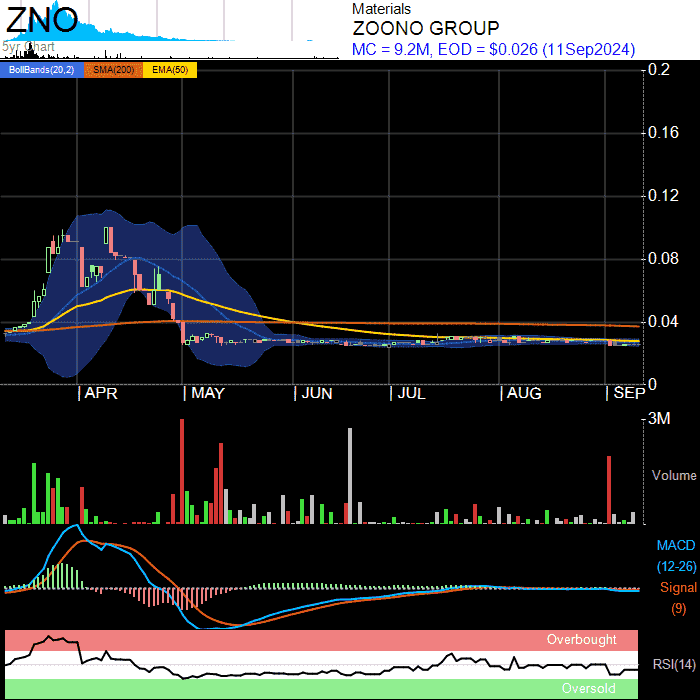 ZNO
5yr Chart
Materials
ZOONO GROUP
MC = 9.2M, EOD = $0.026 (11Sep2024)
BollBands(20,2) SMA(200) EMA(50)
0.2
0.16
0.12
0.08
0.04
0
APR MAY JUN JUL AUG SEP
3M
Volume
MACD
(12-26)
Signal
(9)
Overbought
RSI(14)
Oversold